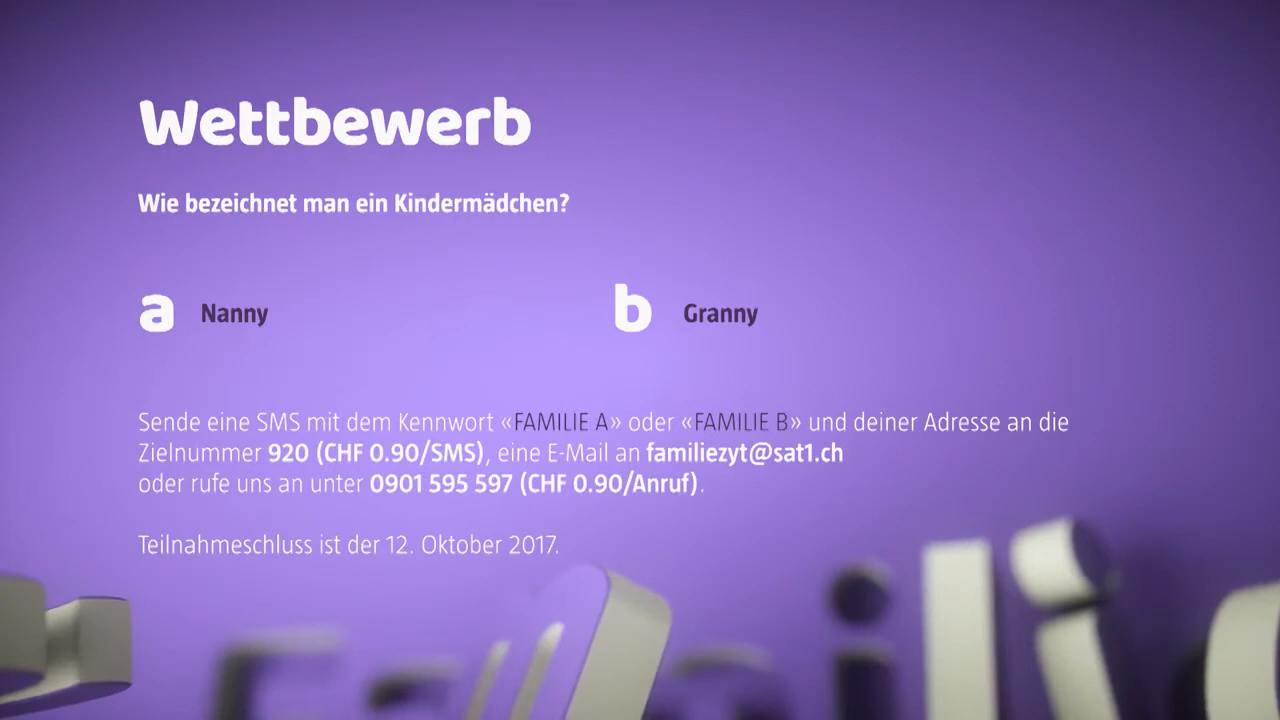 Wettbewerb
Wie bezeichnet man ein Kindermädchen?
a Nanny b Granny
Sende eine SMS mit dem Kennwort «FAMILIE A» oder «FAMILIE B» und deiner Adresse an die
Zielnummer 920 (CHF 0.90/SMS), eine E-Mail an familiezyt@sat1.ch
oder rufe uns an unter 0901 595 597 (CHF 0.90/Anruf).
Teilnahmeschluss ist der 12. Oktober 2017.